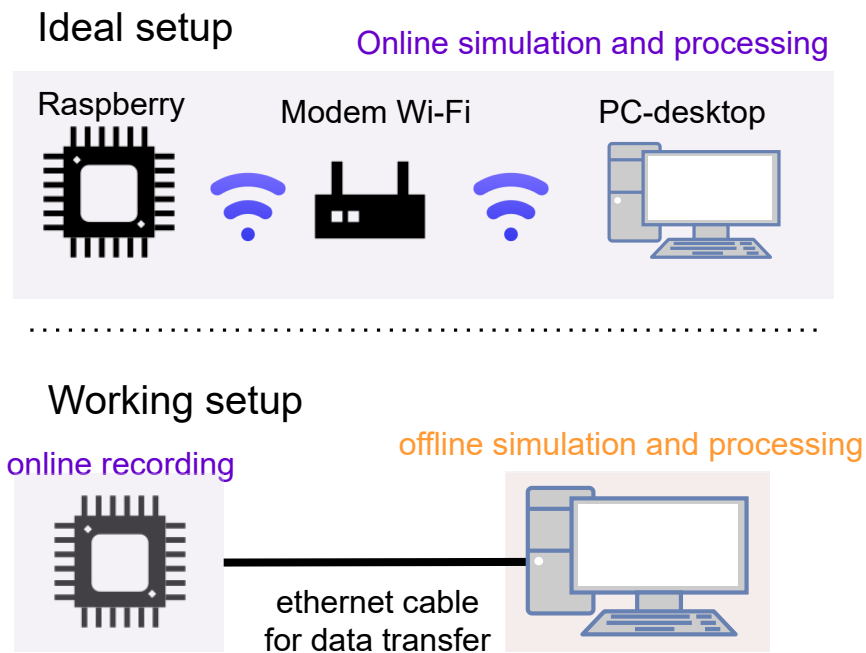 Ideal setup
Online simulation and processing
Raspberry
Modem Wi-Fi
PC-desktop
Working setup
offline simulation and processing
online recording
ethernet cable
for data transfer